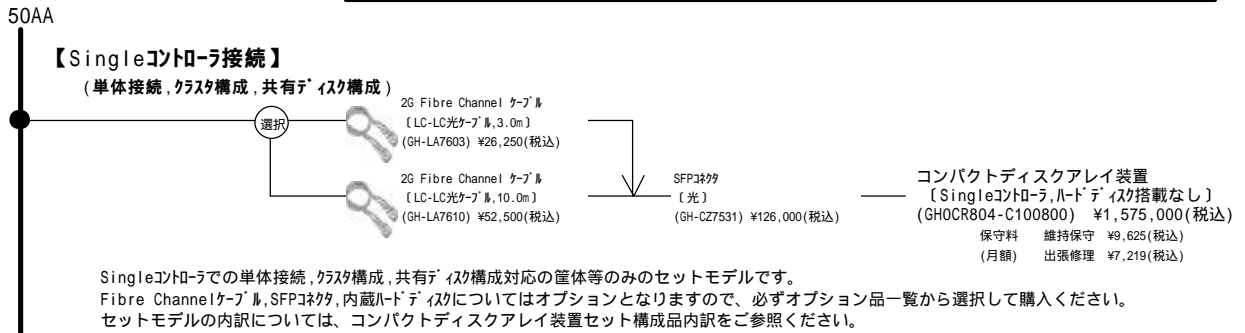 50AA
【Singleコントローラ接続】
(単体接続,クラスタ構成,共有ディスク構成)
選択
2G Fibre Channel ケーブル
〔LC-LC光ケーブル,3.0m〕
(GH-LA7603) ¥26,250(税込)
2G Fibre Channel ケーブル
〔LC-LC光ケーブル,10.0m〕
(GH-LA7610) ¥52,500(税込)
SFPコネクタ
〔光〕
(GH-CZ7531) ¥126,000(税込)
コンパクトディスクアレイ装置
〔Singleコントローラ,ハードディスク搭載なし〕
(GH0CR804-C100800) ¥1,575,000(税込)
保守料 維持保守 ¥9,625(税込)
(月額) 出張修理 ¥7,219(税込)
Singleコントローラでの単体接続,クラスタ構成,共有ディスク構成対応の筐体等のみのセットモデルです。
Fibre Channelケーブル,SFPコネクタ,内蔵ハードディスクについてはオプションとなりますので、必ずオプション品一覧から選択して購入ください。
セットモデルの内訳については、コンパクトディスクアレイ装置セット構成品内訳をご参照ください。